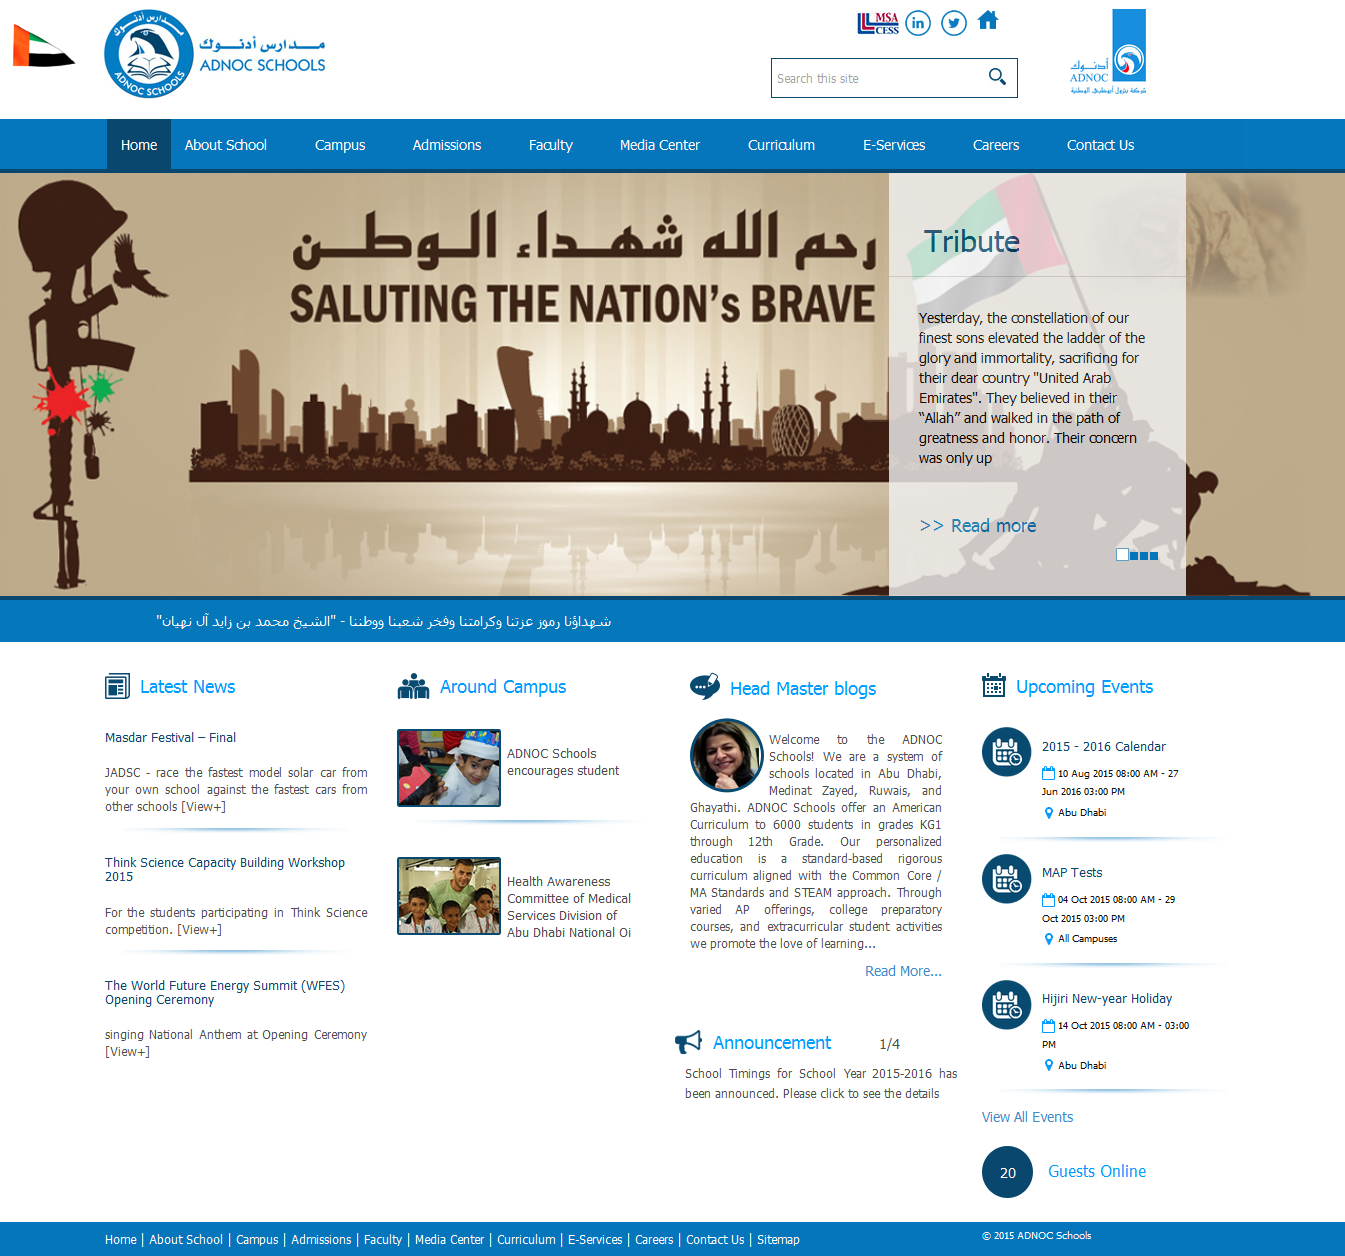 مدارس أدنوك
ADNOC SCHOOLS
مدارس أدنوك
ADNOC SCHOOLS
MSA
CESS
in
Search this site
أدنوك
ADNOC
شركة بترول أبوظبي الوطنية
Home About School Campus Admissions Faculty Media Center Curriculum E-Services Careers Contact Us
رحم الله شهداء الوطن
SALUTING THE NATION's BRAVE
Tribute
Yesterday, the constellation of our
finest sons elevated the ladder of the
glory and immortality, sacrificing for
their dear country "United Arab
Emirates". They believed in their
“Allah” and walked in the path of
greatness and honor. Their concern
was only up
>> Read more
شهداؤنا رموز عزتنا وكرامتنا وفخر شعبنا ووطننا - "الشيخ محمد بن زايد آل نهيان"
Latest News
Masdar Festival – Final
JADSC - race the fastest model solar car from
your own school against the fastest cars from
other schools [View+]
Think Science Capacity Building Workshop
2015
For the students participating in Think Science
competition. [View+]
The World Future Energy Summit (WFES)
Opening Ceremony
singing National Anthem at Opening Ceremony
[View+]
Around Campus
ADNOC Schools
encourages student
Health Awareness
Committee of Medical
Services Division of
Abu Dhabi National Oi
Head Master blogs
Welcome to the ADNOC
Schools! We are a system of
schools located in Abu Dhabi,
Medinat Zayed, Ruwais, and
Ghayathi. ADNOC Schools offer an American
Curriculum to 6000 students in grades KG1
through 12th Grade. Our personalized
education is a standard-based rigorous
curriculum aligned with the Common Core /
MA Standards and STEAM approach. Through
varied AP offerings, college preparatory
courses, and extracurricular student activities
we promote the love of learning...
Read More...
Announcement 1/4
School Timings for School Year 2015-2016 has
been announced. Please click to see the details
Upcoming Events
2015 - 2016 Calendar
10 Aug 2015 08:00 AM - 27
Jun 2016 03:00 PM
Abu Dhabi
MAP Tests
04 Oct 2015 08:00 AM - 29
Oct 2015 03:00 PM
All Campuses
Hijiri New-year Holiday
14 Oct 2015 08:00 AM - 03:00
PM
Abu Dhabi
View All Events
20 Guests Online
Home | About School | Campus | Admissions | Faculty | Media Center | Curriculum | E-Services | Careers | Contact Us | Sitemap
© 2015 ADNOC Schools